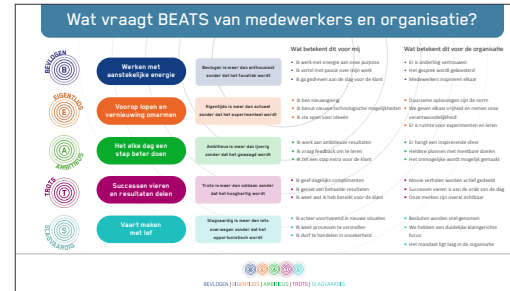 Wat vraagt BEATS van medewerkers en organisatie?
Wat betekent dit voor mij
Wat betekent dit voor de organisatie
BEVLOGEN
B
Werken met
aanstekelijke energie
Bevlogen is meer dan enthousiast
zonder dat het fanatiek wordt
• Ik werk met energie aan onze purpose
• Ik vertel met passie over mijn werk
• Ik ga gedreven aan de slag voor de klant
• Er is onderling vertrouwen
• Het gesprek wordt gekoesterd
• Medewerkers inspireren elkaar
EIGENTIJDS
E
Voorop lopen en
vernieuwing omarmen
Eigentijds is meer dan actueel
zonder dat het experimenteel wordt
• Ik ben nieuwsgierig
• Ik benut nieuwe technologische mogelijkheden
• Ik sta open voor ideeën
• Duurzame oplossingen zijn de norm
• We geven elkaar vrijheid en nemen onze
verantwoordelijkheid
• Er is ruimte voor experimenten en leren
AMBITIEUS
A
Het elke dag een
stap beter doen
Ambitieus is meer dan ijverig
zonder dat het gewaagd wordt
• Ik werk aan ambitieuze resultaten
• Ik vraag feedback om te leren
• Ik zet een stap extra voor de klant
• Er hangt een inspirerende sfeer
• Heldere plannen met meetbare doelen
• Het onmogelijke wordt mogelijk gemaakt
TROTS
T
Successen vieren
en resultaten delen
Trots is meer dan voldaan zonder
dat het hooghartig wordt
• Ik geef dagelijks complimenten
• Ik geniet van behaalde resultaten
• Ik weet wat ik heb bereikt voor de klant
• Mooie verhalen worden actief gedeeld
• Successen vieren is aan de orde van de dag
• Onze merken zijn overal zichtbaar
SLAGVAARDIG
S
Vaart maken
met lef
Slagvaardig is meer dan iets
overwegen zonder dat het
opportunistisch wordt
• Ik acteer voortvarend in nieuwe situaties
• Ik weet processen te versnellen
• Ik durf te handelen in onzekerheid
• Besluiten worden snel genomen
• We hebben een duidelijke klantgerichte
focus
• Het mandaat ligt laag in de organisatie
B E A T S
BEVLOGEN | EIGENTIJDS | AMBITIEUS | TROTS | SLAGVAARDIG